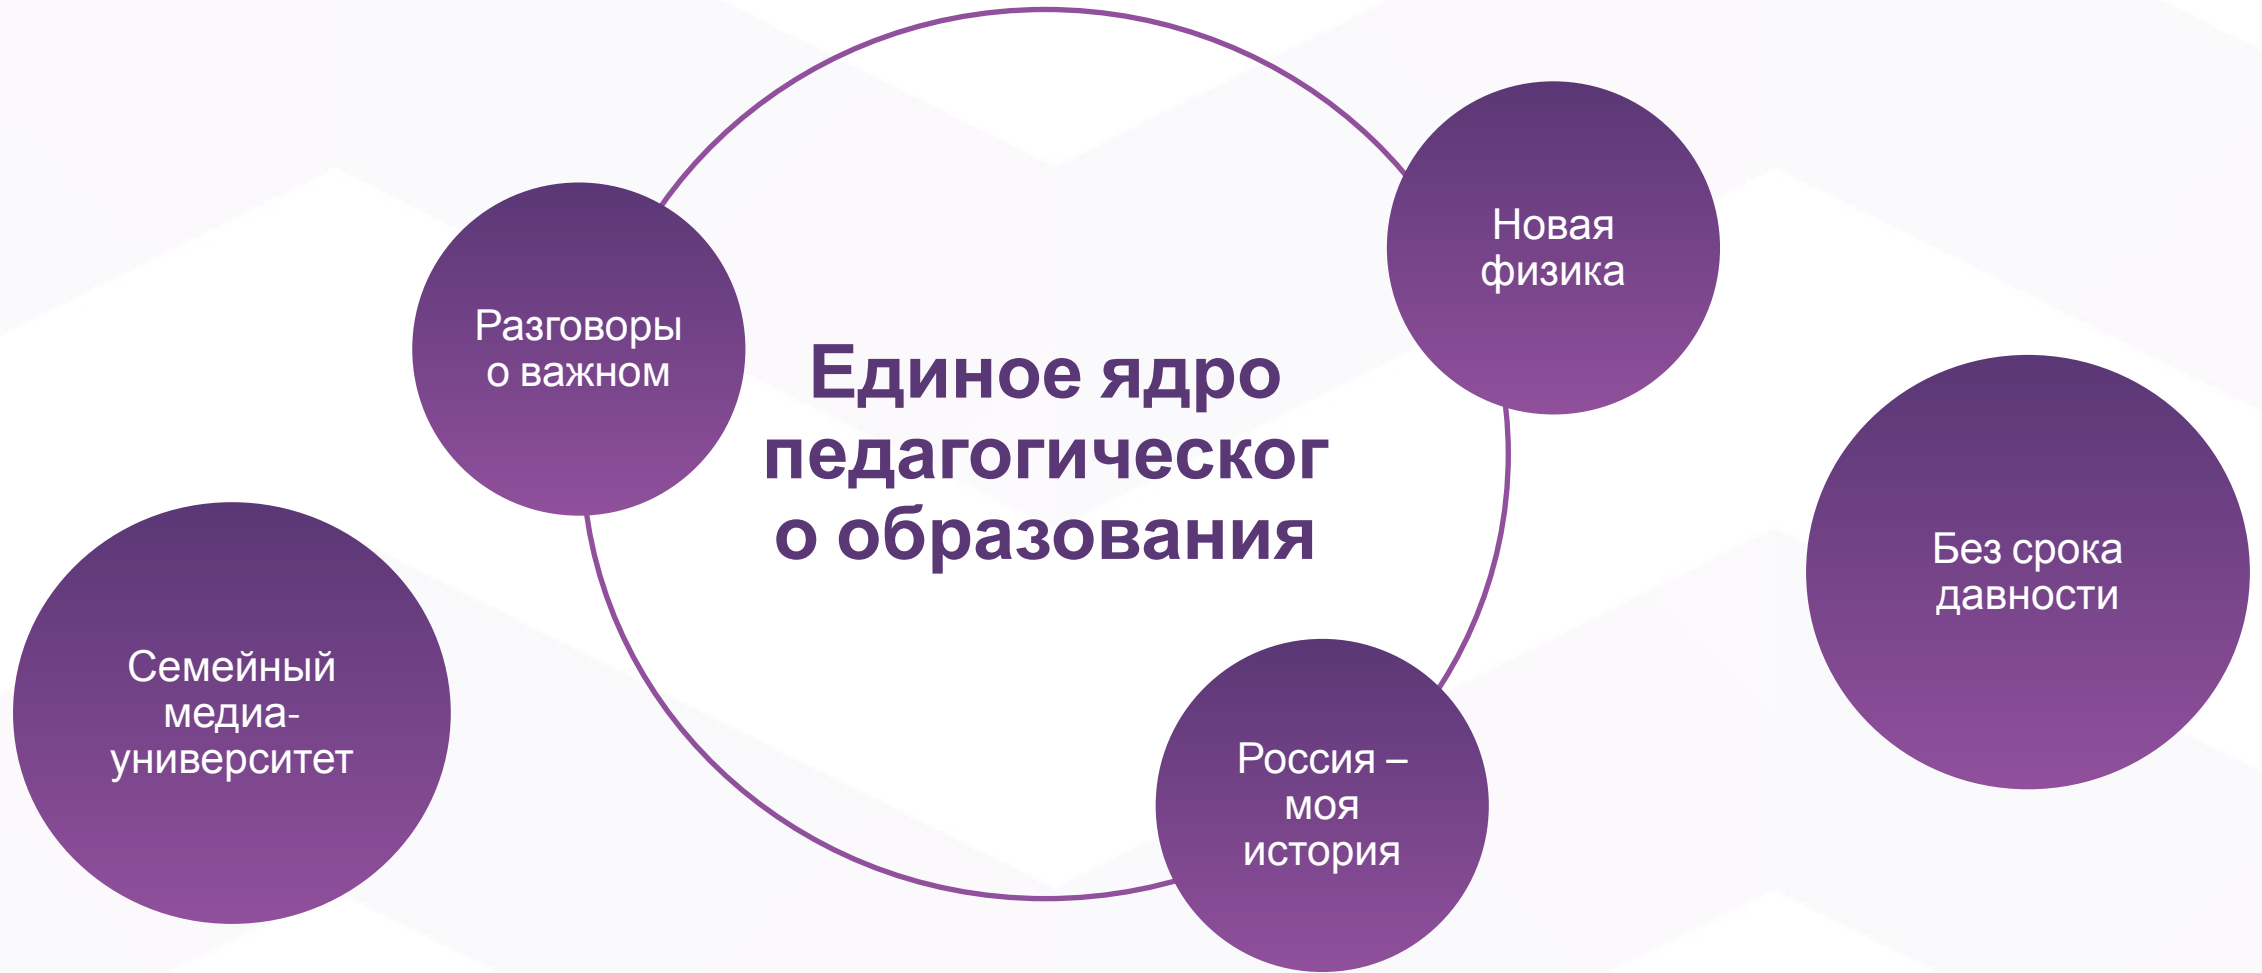 Новая
физика
Разговоры
о важном
Единое ядро
педагогическог
о образования
Без срока
давности
Семейный
медиа-
университет
Россия –
моя
история